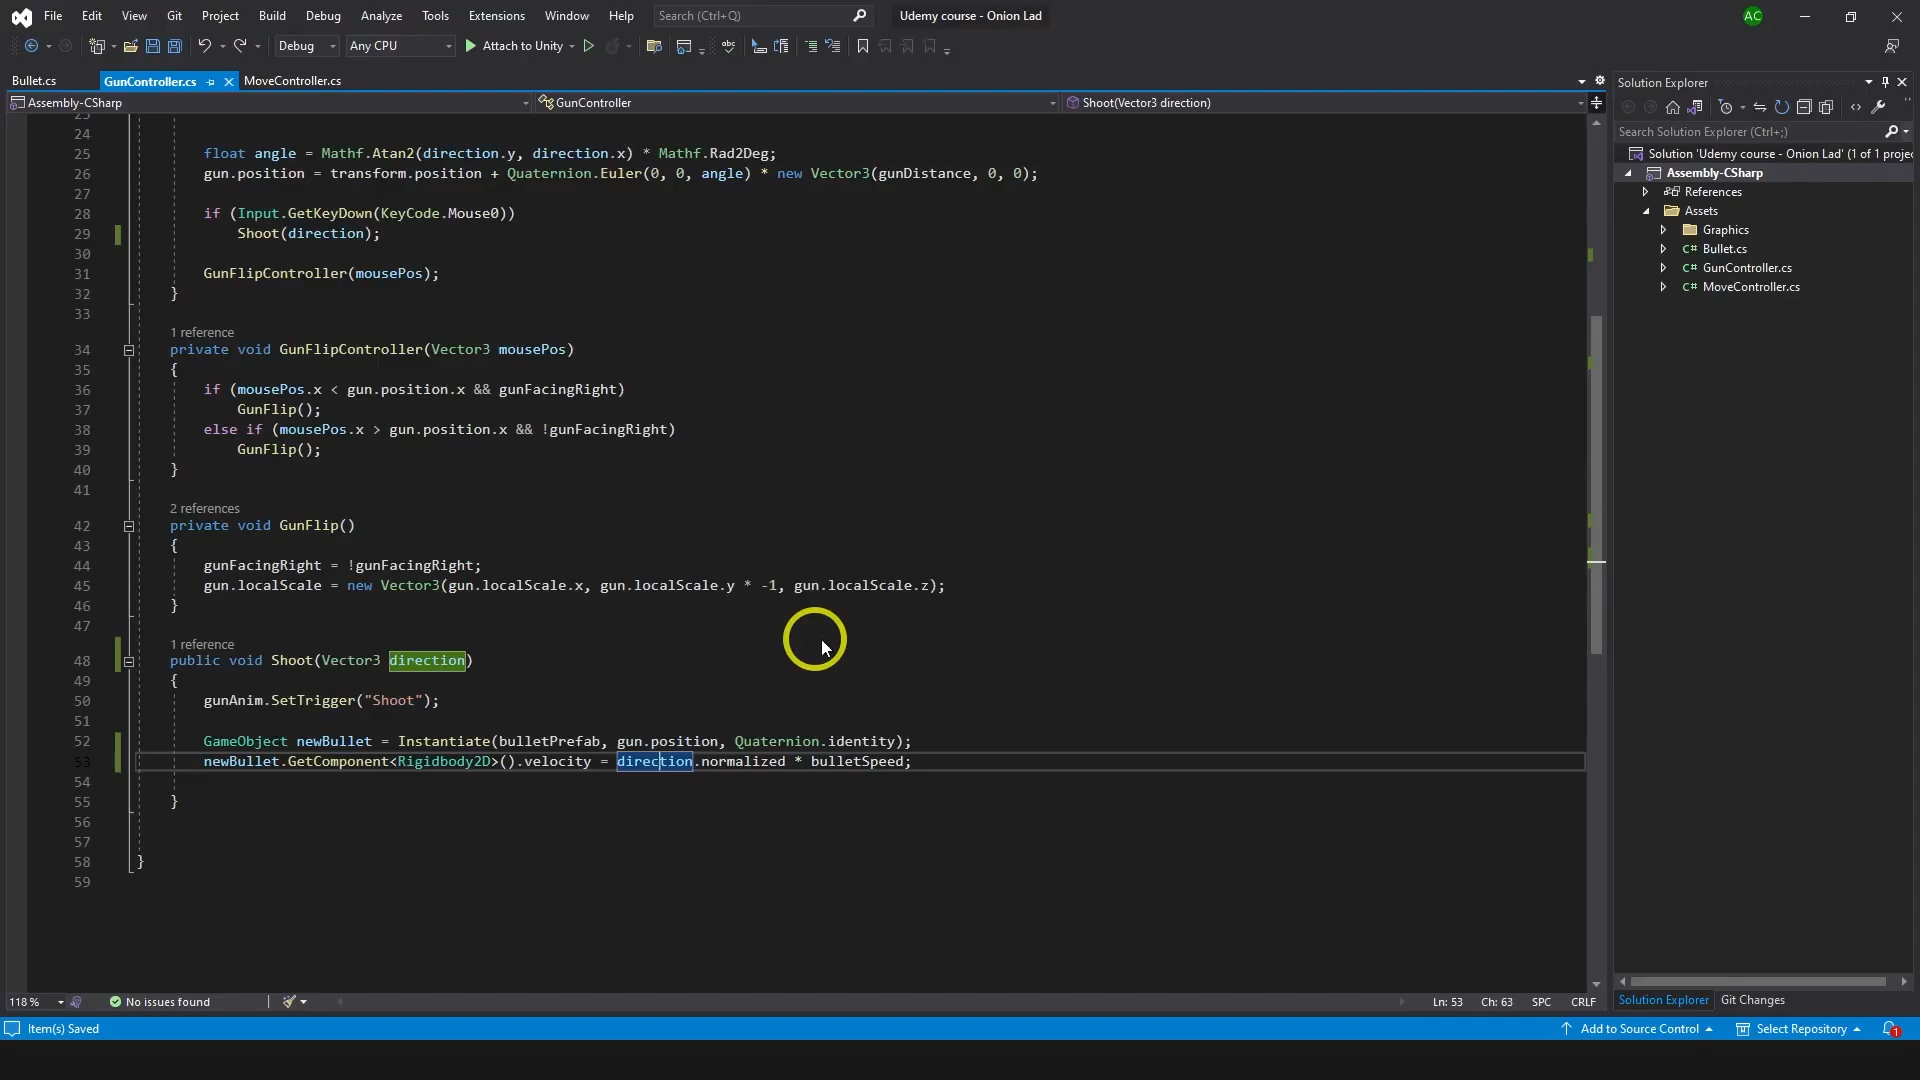 File Edit View Git Project Build Debug Analyze Tools Extensions Window Help Search (Ctrl+Q) Udemy course - Onion Lad AC
Debug Any CPU Attach to Unity
Bullet.cs GunController.cs MoveController.cs
Assembly-CSharp GunController Shoot(Vector3 direction)
23
24
25 float angle = Mathf.Atan2(direction.y, direction.x) * Mathf.Rad2Deg;
26 gun.position = transform.position + Quaternion.Euler(0, 0, angle) * new Vector3(gunDistance, 0, 0);
27
28 if (Input.GetKeyDown(KeyCode.Mouse0))
29 Shoot(direction);
30
31 GunFlipController(mousePos);
32 }
33
1 reference
34 private void GunFlipController(Vector3 mousePos)
35 {
36 if (mousePos.x < gun.position.x && gunFacingRight)
37 GunFlip();
38 else if (mousePos.x > gun.position.x && !gunFacingRight)
39 GunFlip();
40 }
41
2 references
42 private void GunFlip()
43 {
44 gunFacingRight = !gunFacingRight;
45 gun.localScale = new Vector3(gun.localScale.x, gun.localScale.y * -1, gun.localScale.z);
46 }
47
1 reference
48 public void Shoot(Vector3 direction)
49 {
50 gunAnim.SetTrigger("Shoot");
51
52 GameObject newBullet = Instantiate(bulletPrefab, gun.position, Quaternion.identity);
53 newBullet.GetComponent<Rigidbody2D>().velocity = direction.normalized * bulletSpeed;
54
55 }
56
57
58 }
59
118 % No issues found Ln: 53 Ch: 63 SPC CRLF
Solution Explorer
Search Solution Explorer (Ctrl+;)
Solution 'Udemy course - Onion Lad' (1 of 1 projec
Assembly-CSharp
References
Assets
Graphics
C# Bullet.cs
C# GunController.cs
C# MoveController.cs
Solution Explorer Git Changes
Item(s) Saved Add to Source Control Select Repository 1